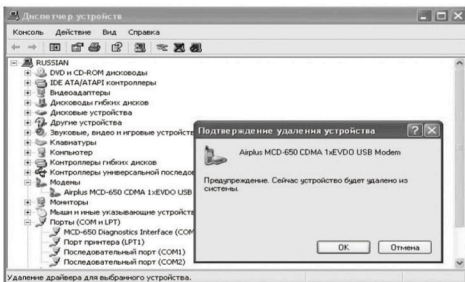 Диспетчер устройств
Консоль Действие Вид Справка
RUSSIAN
DVD и CD-ROM дисководы
IDE ATA/ATAPI контроллеры
Видеоадаптеры
Дисководы гибких дисков
Дисковые устройства
Другие устройства
Звуковые, видео и игровые устройств
Клавиатуры
Компьютер
Контроллеры гибких дисков
Контроллеры универсальной последов
Модемы
Airplus MCD-650 CDMA 1xEVDO USB
Мониторы
Мыши и иные указывающие устройств
Порты (COM и LPT)
MCD-650 Diagnostics Interface (COM
Порт принтера (LPT1)
Последовательный порт (COM1)
Последовательный порт (COM2)
Удаление драйвера для выбранного устройства.
Подтверждение удаления устройства
Airplus MCD-650 CDMA 1xEVDO USB Modem
Предупреждение. Сейчас устройство будет удалено из
системы.
OK Отмена